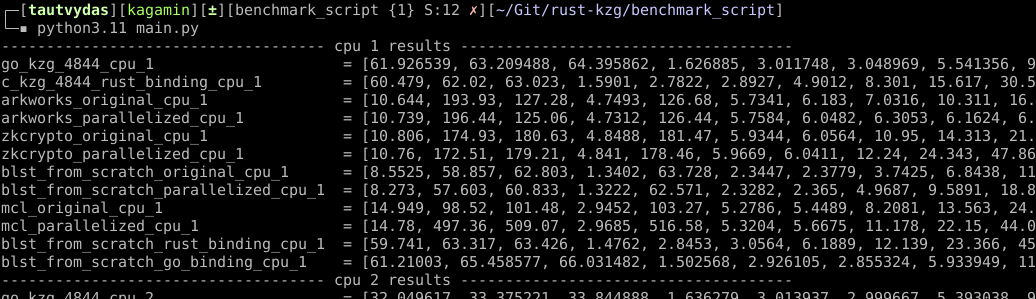 ┌─[tautvydas][kagamin][±][benchmark_script {1} S:12 ✗][~/Git/rust-kzg/benchmark_script]
└─▪ python3.11 main.py
------------------------------------ cpu 1 results -------------------------------------
go_kzg_4844_cpu_1 = [61.926539, 63.209488, 64.395862, 1.626885, 3.011748, 3.048969, 5.541356, 9
c_kzg_4844_rust_binding_cpu_1 = [60.479, 62.02, 63.023, 1.5901, 2.7822, 2.8927, 4.9012, 8.301, 15.617, 30.5
arkworks_original_cpu_1 = [10.644, 193.93, 127.28, 4.7493, 126.68, 5.7341, 6.183, 7.0316, 10.311, 16.
arkworks_parallelized_cpu_1 = [10.739, 196.44, 125.06, 4.7312, 126.44, 5.7584, 6.0482, 6.3053, 6.1624, 6.
zkcrypto_original_cpu_1 = [10.806, 174.93, 180.63, 4.8488, 181.47, 5.9344, 6.0564, 10.95, 14.313, 21.
zkcrypto_parallelized_cpu_1 = [10.76, 172.51, 179.21, 4.841, 178.46, 5.9669, 6.0411, 12.24, 24.343, 47.86
blst_from_scratch_original_cpu_1 = [8.5525, 58.857, 62.803, 1.3402, 63.728, 2.3447, 2.3779, 3.7425, 6.8438, 11
blst_from_scratch_parallelized_cpu_1 = [8.273, 57.603, 60.833, 1.3222, 62.571, 2.3282, 2.365, 4.9687, 9.5891, 18.8
mcl_original_cpu_1 = [14.949, 98.52, 101.48, 2.9452, 103.27, 5.2786, 5.4489, 8.2081, 13.563, 24.
mcl_parallelized_cpu_1 = [14.78, 497.36, 509.07, 2.9685, 516.58, 5.3204, 5.6675, 11.178, 22.15, 44.0
blst_from_scratch_rust_binding_cpu_1 = [59.741, 63.317, 63.426, 1.4762, 2.8453, 3.0564, 6.1889, 12.139, 23.366, 45
blst_from_scratch_go_binding_cpu_1 = [61.21003, 65.458577, 66.031482, 1.502568, 2.926105, 2.855324, 5.933949, 11
------------------------------------ cpu 2 results -------------------------------------
go_kzg_4844_cpu_2 = [32.049617, 33.375221, 33.844888, 1.636279, 3.013937, 2.999667, 5.393038, 9